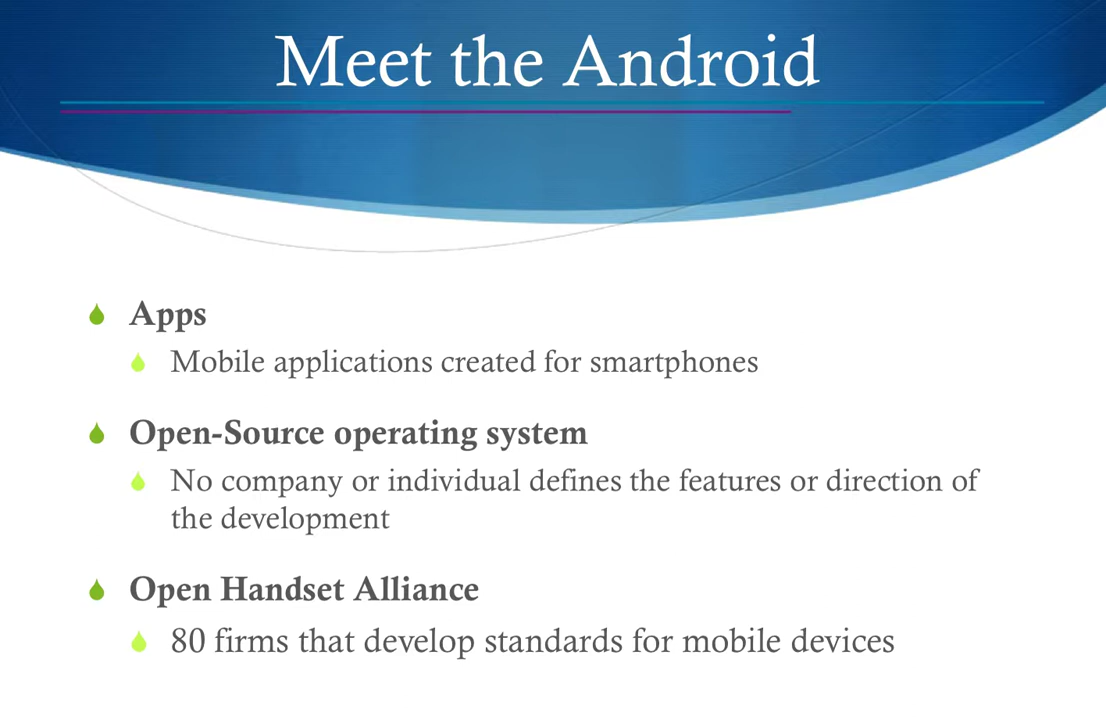 Meet the Android
Apps
Mobile applications created for smartphones
Open-Source operating system
No company or individual defines the features or direction of
the development
Open Handset Alliance
80 firms that develop standards for mobile devices